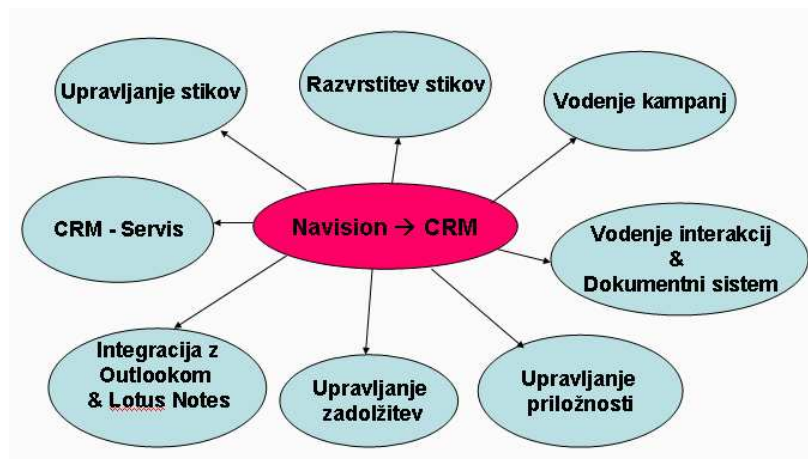 Upravljanje stikov
Razvrstitev stikov
Vodenje kampanj
CRM - Servis
Navision → CRM
Vodenje interakcij
&
Dokumentni sistem
Integracija z
Outlookom
& Lotus Notes
Upravljanje
zadolžitev
Upravljanje
priložnosti